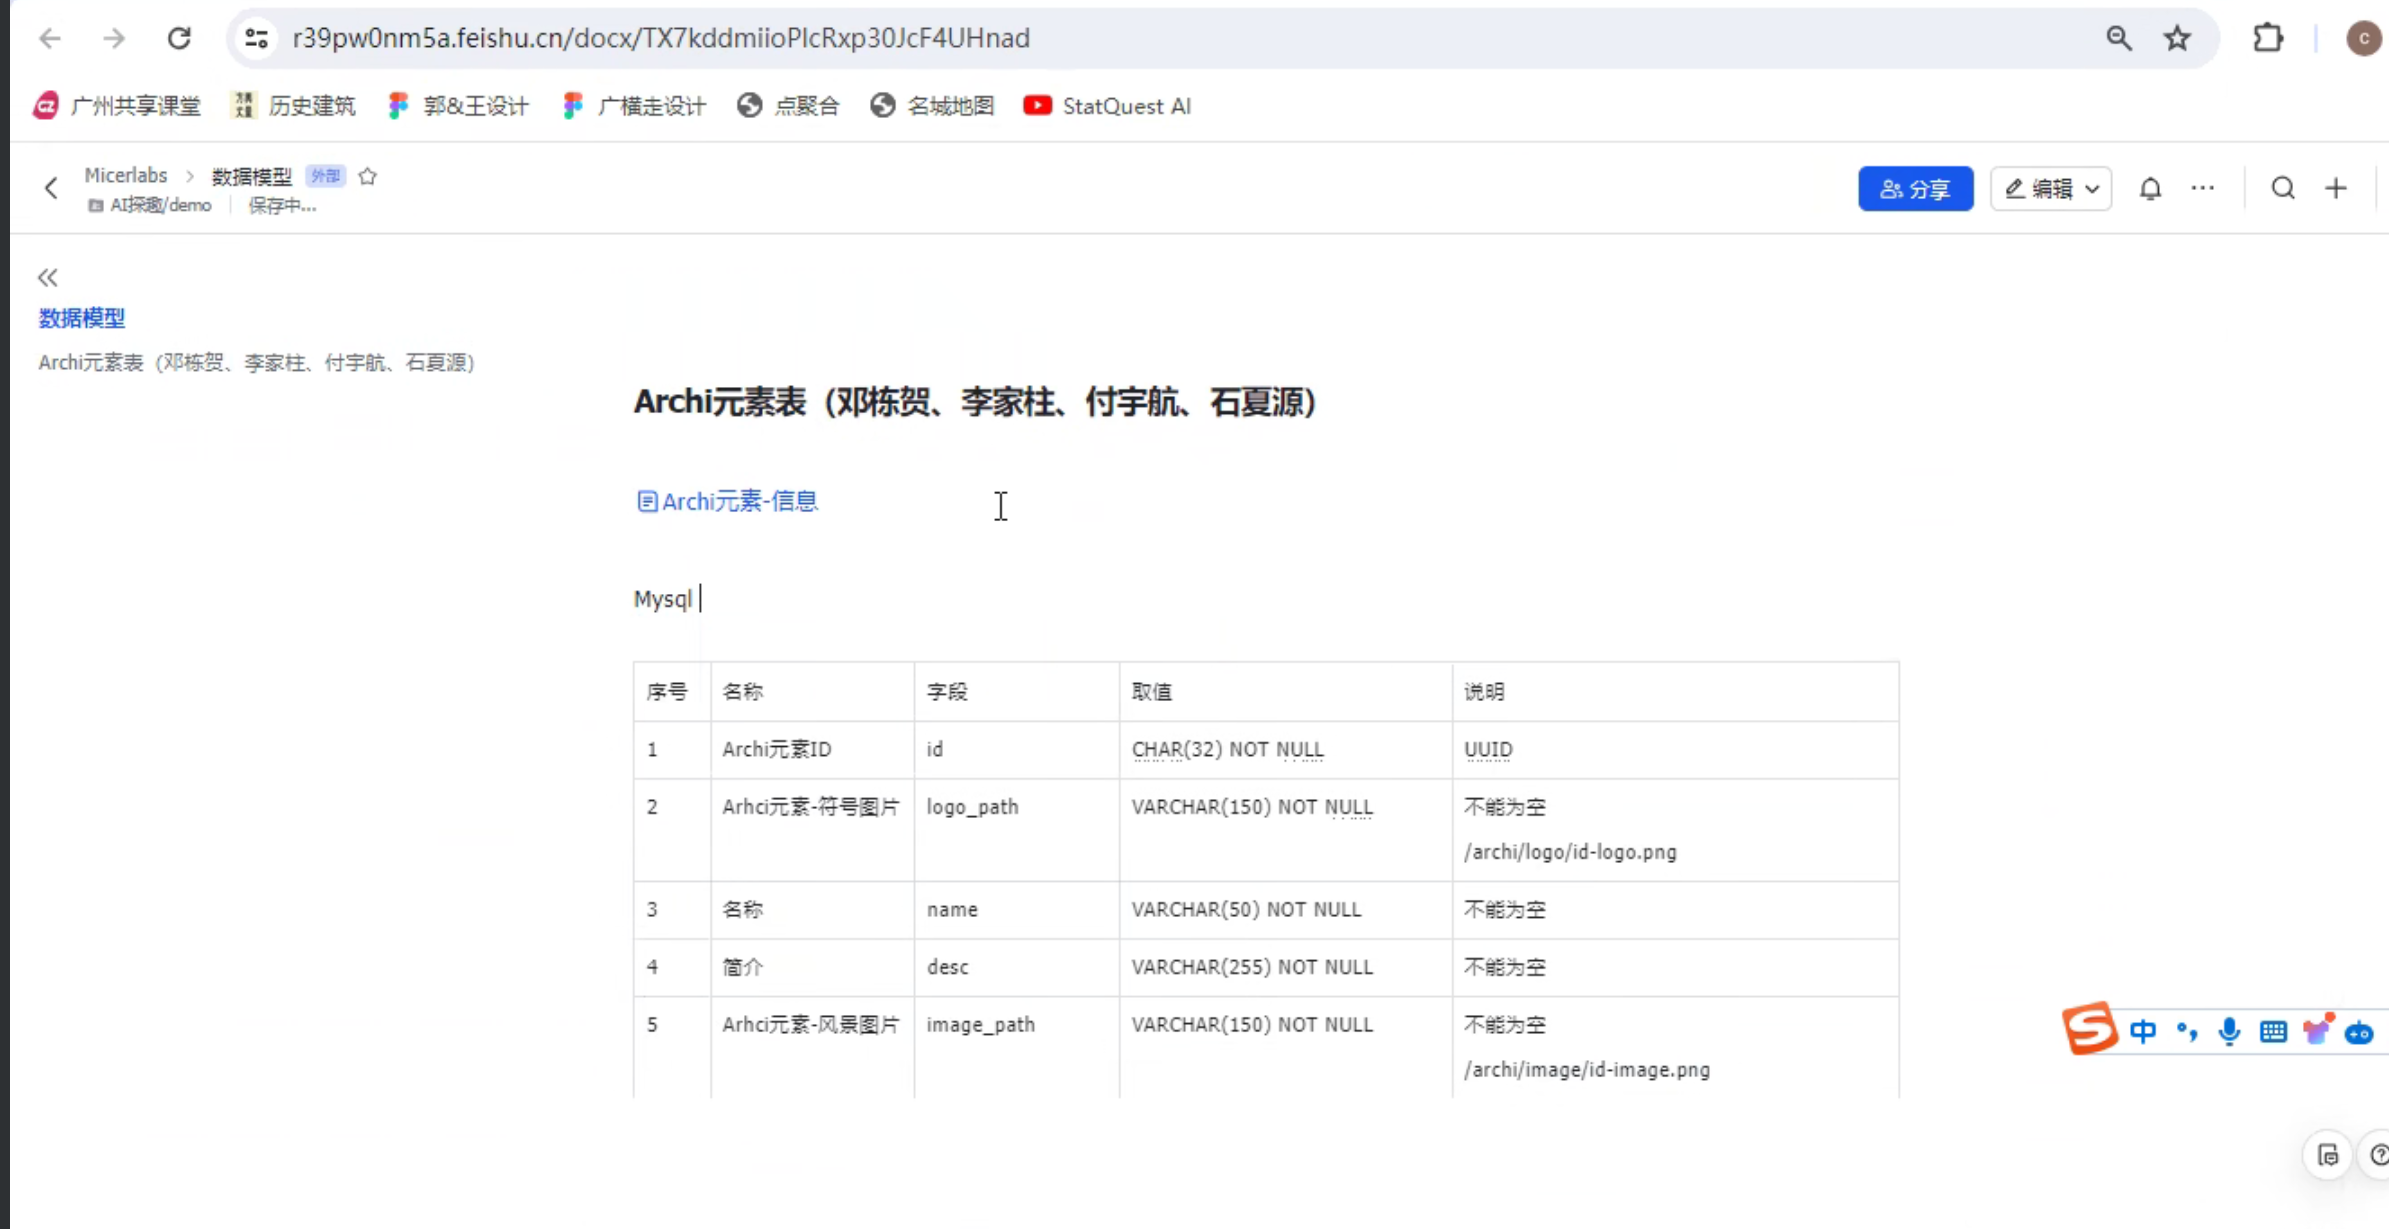 r39pw0nm5a.feishu.cn/docx/TX7kddmiioPlcRxp30JcF4UHnad
C
广州共享课堂 历史建筑 郭&王设计 广横走设计 点聚合 名城地图 StatQuest AI
Micerlabs > 数据模型 外部
AI探趣/demo 保存中...
分享 编辑
数据模型
Archi元素表（邓栋贺、李家柱、付宇航、石夏源）
Archi元素表（邓栋贺、李家柱、付宇航、石夏源）
Archi元素-信息
Mysql
序号 名称 字段 取值 说明
1 Archi元素ID id CHAR(32) NOT NULL UUID
2 Arhci元素-符号图片 logo_path VARCHAR(150) NOT NULL 不能为空
/archi/logo/id-logo.png
3 名称 name VARCHAR(50) NOT NULL 不能为空
4 简介 desc VARCHAR(255) NOT NULL 不能为空
5 Arhci元素-风景图片 image_path VARCHAR(150) NOT NULL 不能为空
/archi/image/id-image.png
中